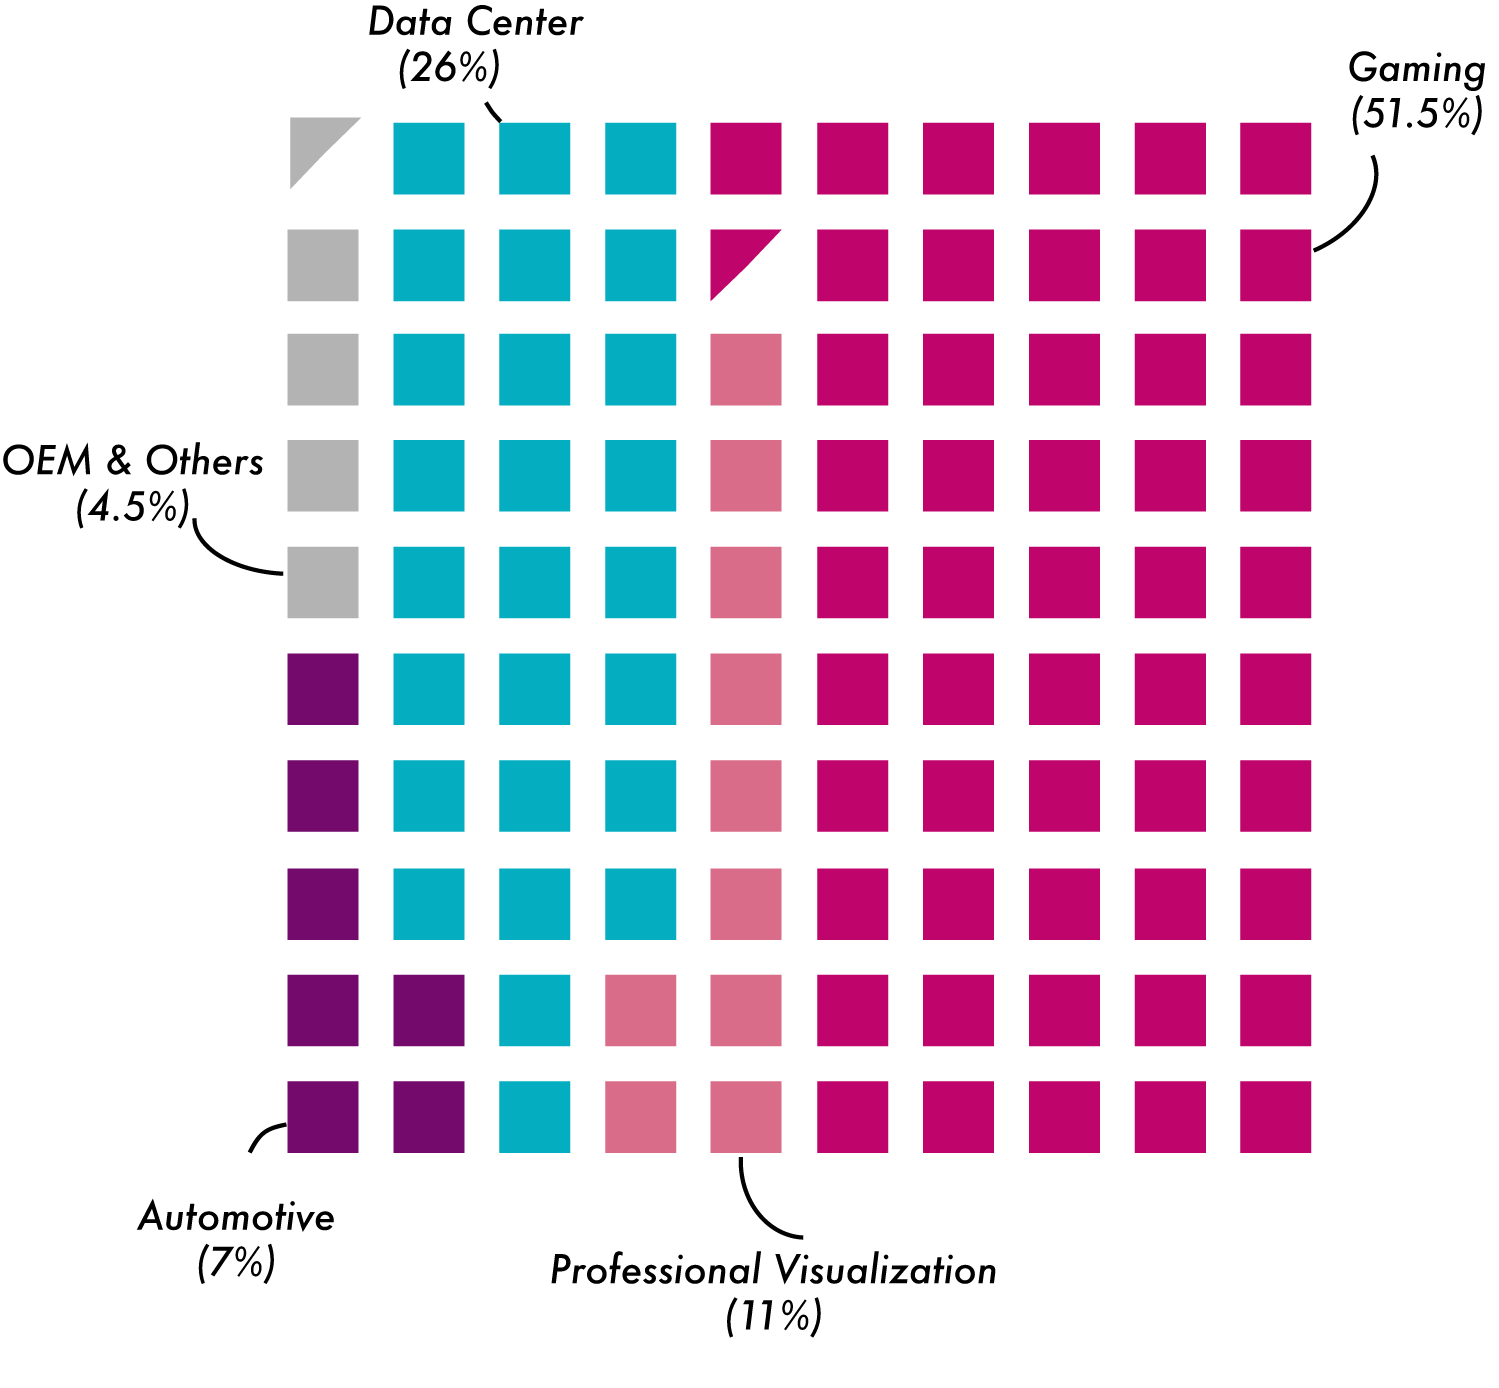 Data Center
(26%)
Gaming
(51.5%)
OEM & Others
(4.5%)
Automotive
(7%)
Professional Visualization
(11%)